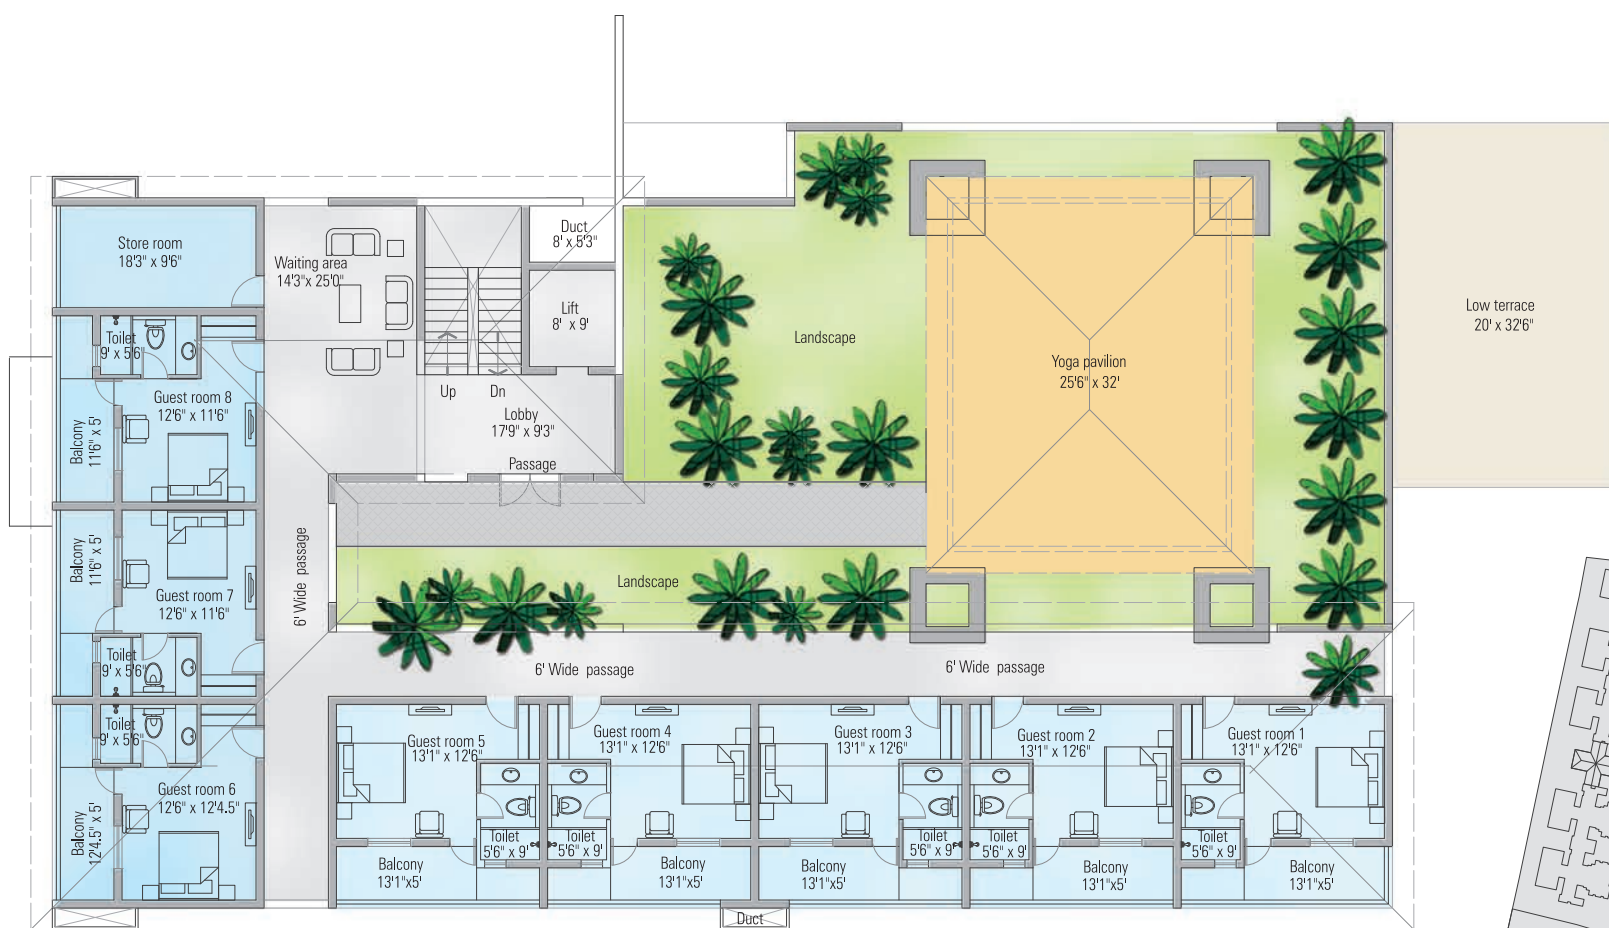 Store room
18'3" x 9'6"
Waiting area
14'3"x 25'0"
Duct
8' x 5'3"
Lift
8' x 9'
Up
Dn
Lobby
17'9" x 9'3"
Passage
Landscape
Yoga pavilion
25'6" x 32'
Low terrace
20' x 32'6"
Toilet
9' x 5'6"
Guest room 8
12'6" x 11'6"
Balcony
11'6" x 5'
Balcony
11'6" x 5'
Guest room 7
12'6" x 11'6"
Toilet
9' x 5'6"
6' Wide passage
Landscape
6' Wide passage
6' Wide passage
Toilet
9' x 5'6"
Guest room 6
12'6" x 12'4.5"
Balcony
12'4.5" x 5'
Guest room 5
13'1" x 12'6"
Guest room 4
13'1" x 12'6"
Guest room 3
13'1" x 12'6"
Guest room 2
13'1" x 12'6"
Guest room 1
13'1" x 12'6"
Toilet
5'6" x 9'
Toilet
5'6" x 9'
Toilet
5'6" x 9'
Toilet
5'6" x 9'
Toilet
5'6" x 9'
Balcony
13'1"x5'
Balcony
13'1"x5'
Balcony
13'1"x5'
Balcony
13'1"x5'
Balcony
13'1"x5'
Duct